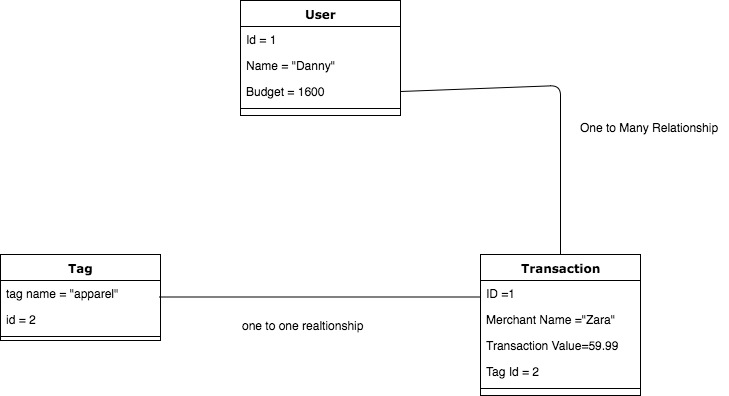 User
Id = 1
Name = "Danny"
Budget = 1600
One to Many Relationship
Tag
tag name = "apparel"
id = 2
one to one realtionship
Transaction
ID =1
Merchant Name ="Zara"
Transaction Value=59.99
Tag Id = 2